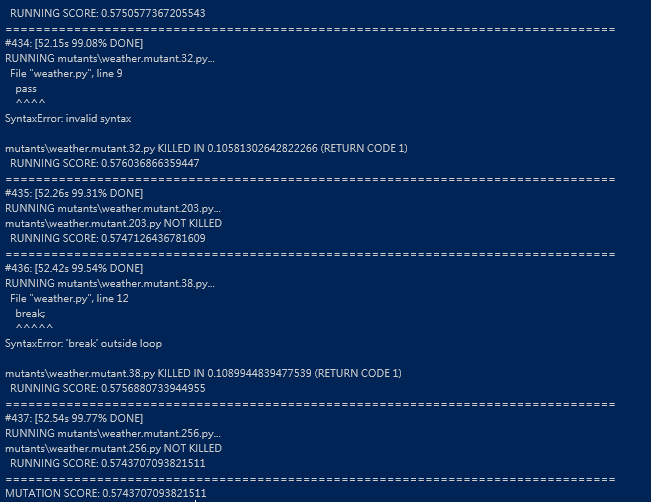 RUNNING SCORE: 0.5750577367205543
================================================================================
#434: [52.15s 99.08% DONE]
RUNNING mutants\weather.mutant.32.py...
File "weather.py", line 9
pass
^^^^
SyntaxError: invalid syntax
mutants\weather.mutant.32.py KILLED IN 0.10581302642822266 (RETURN CODE 1)
RUNNING SCORE: 0.576036866359447
================================================================================
#435: [52.26s 99.31% DONE]
RUNNING mutants\weather.mutant.203.py...
mutants\weather.mutant.203.py NOT KILLED
RUNNING SCORE: 0.5747126436781609
================================================================================
#436: [52.42s 99.54% DONE]
RUNNING mutants\weather.mutant.38.py...
File "weather.py", line 12
break;
^^^^^
SyntaxError: 'break' outside loop
mutants\weather.mutant.38.py KILLED IN 0.1089944839477539 (RETURN CODE 1)
RUNNING SCORE: 0.5756880733944955
================================================================================
#437: [52.54s 99.77% DONE]
RUNNING mutants\weather.mutant.256.py...
mutants\weather.mutant.256.py NOT KILLED
RUNNING SCORE: 0.5743707093821511
================================================================================
MUTATION SCORE: 0.5743707093821511